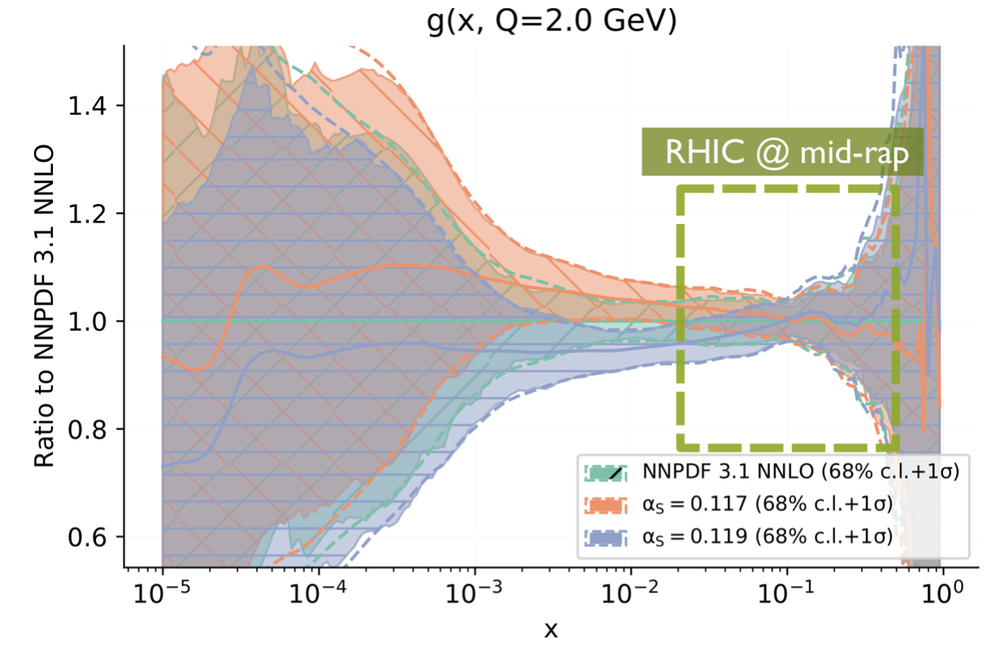 g(x, Q=2.0 GeV)
Ratio to NNPDF 3.1 NNLO
1.4
1.2
1.0
0.8
0.6
RHIC @ mid-rap
NNPDF 3.1 NNLO (68% c.l.+1σ)
αS = 0.117 (68% c.l.+1σ)
αS = 0.119 (68% c.l.+1σ)
10⁻⁵ 10⁻⁴ 10⁻³ 10⁻² 10⁻¹ 10⁰
x